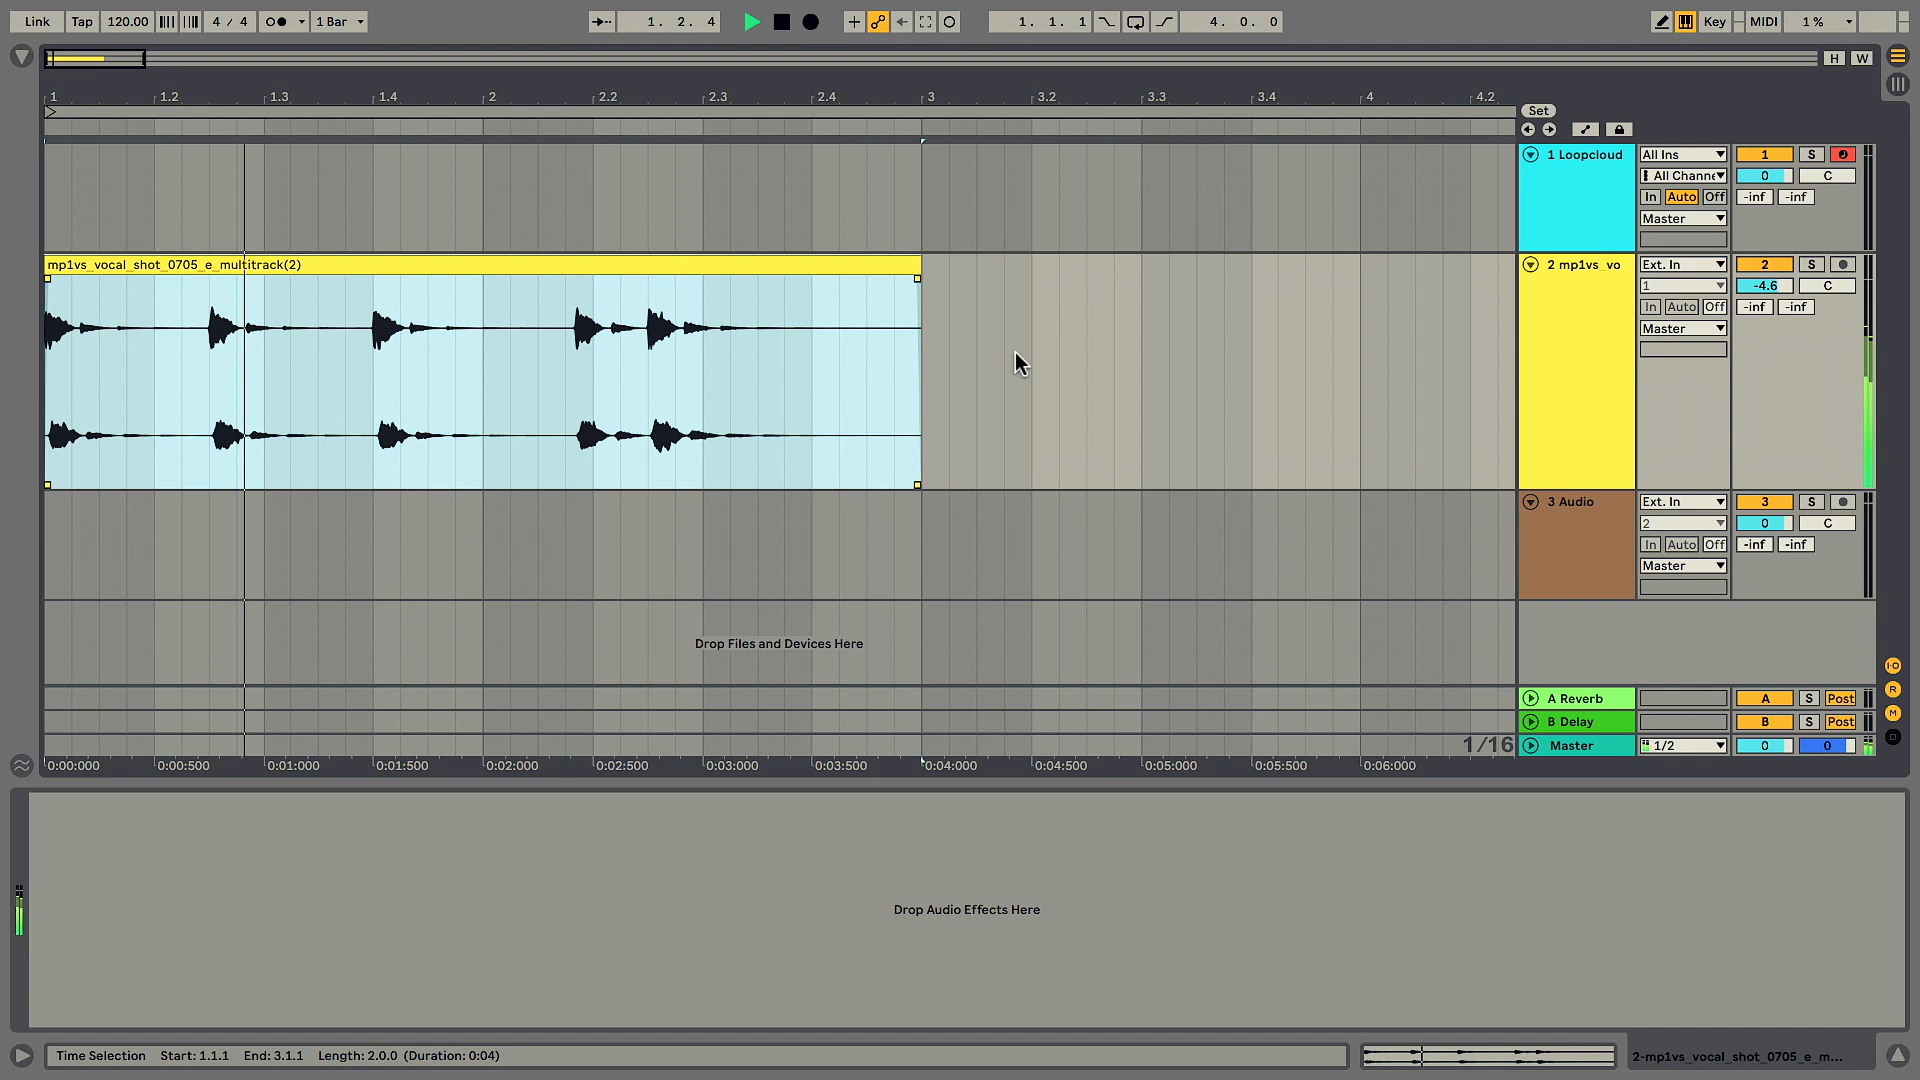 Link Tap 120.00 4 / 4 1 Bar 1. 2. 4 1. 1. 1 4. 0. 0 Key MIDI 1 %
H W
1 1.2 1.3 1.4 2 2.2 2.3 2.4 3 3.2 3.3 3.4 4 4.2
Set
1 Loopcloud All Ins 1 S
All Channe 0 C
In Auto Off -inf -inf
Master
mp1vs_vocal_shot_0705_e_multitrack(2) 2 mp1vs_vo Ext. In 2 S
1 -4.6 C
In Auto Off -inf -inf
Master
3 Audio Ext. In 3 S
2 0 C
In Auto Off -inf -inf
Master
Drop Files and Devices Here
I·O
R
M
D
A Reverb A S Post
B Delay B S Post
1/16 Master 1/2 0 0
0:00:000 0:00:500 0:01:000 0:01:500 0:02:000 0:02:500 0:03:000 0:03:500 0:04:000 0:04:500 0:05:000 0:05:500 0:06:000
Drop Audio Effects Here
Time Selection Start: 1.1.1 End: 3.1.1 Length: 2.0.0 (Duration: 0:04) 2-mp1vs_vocal_shot_0705_e_m...